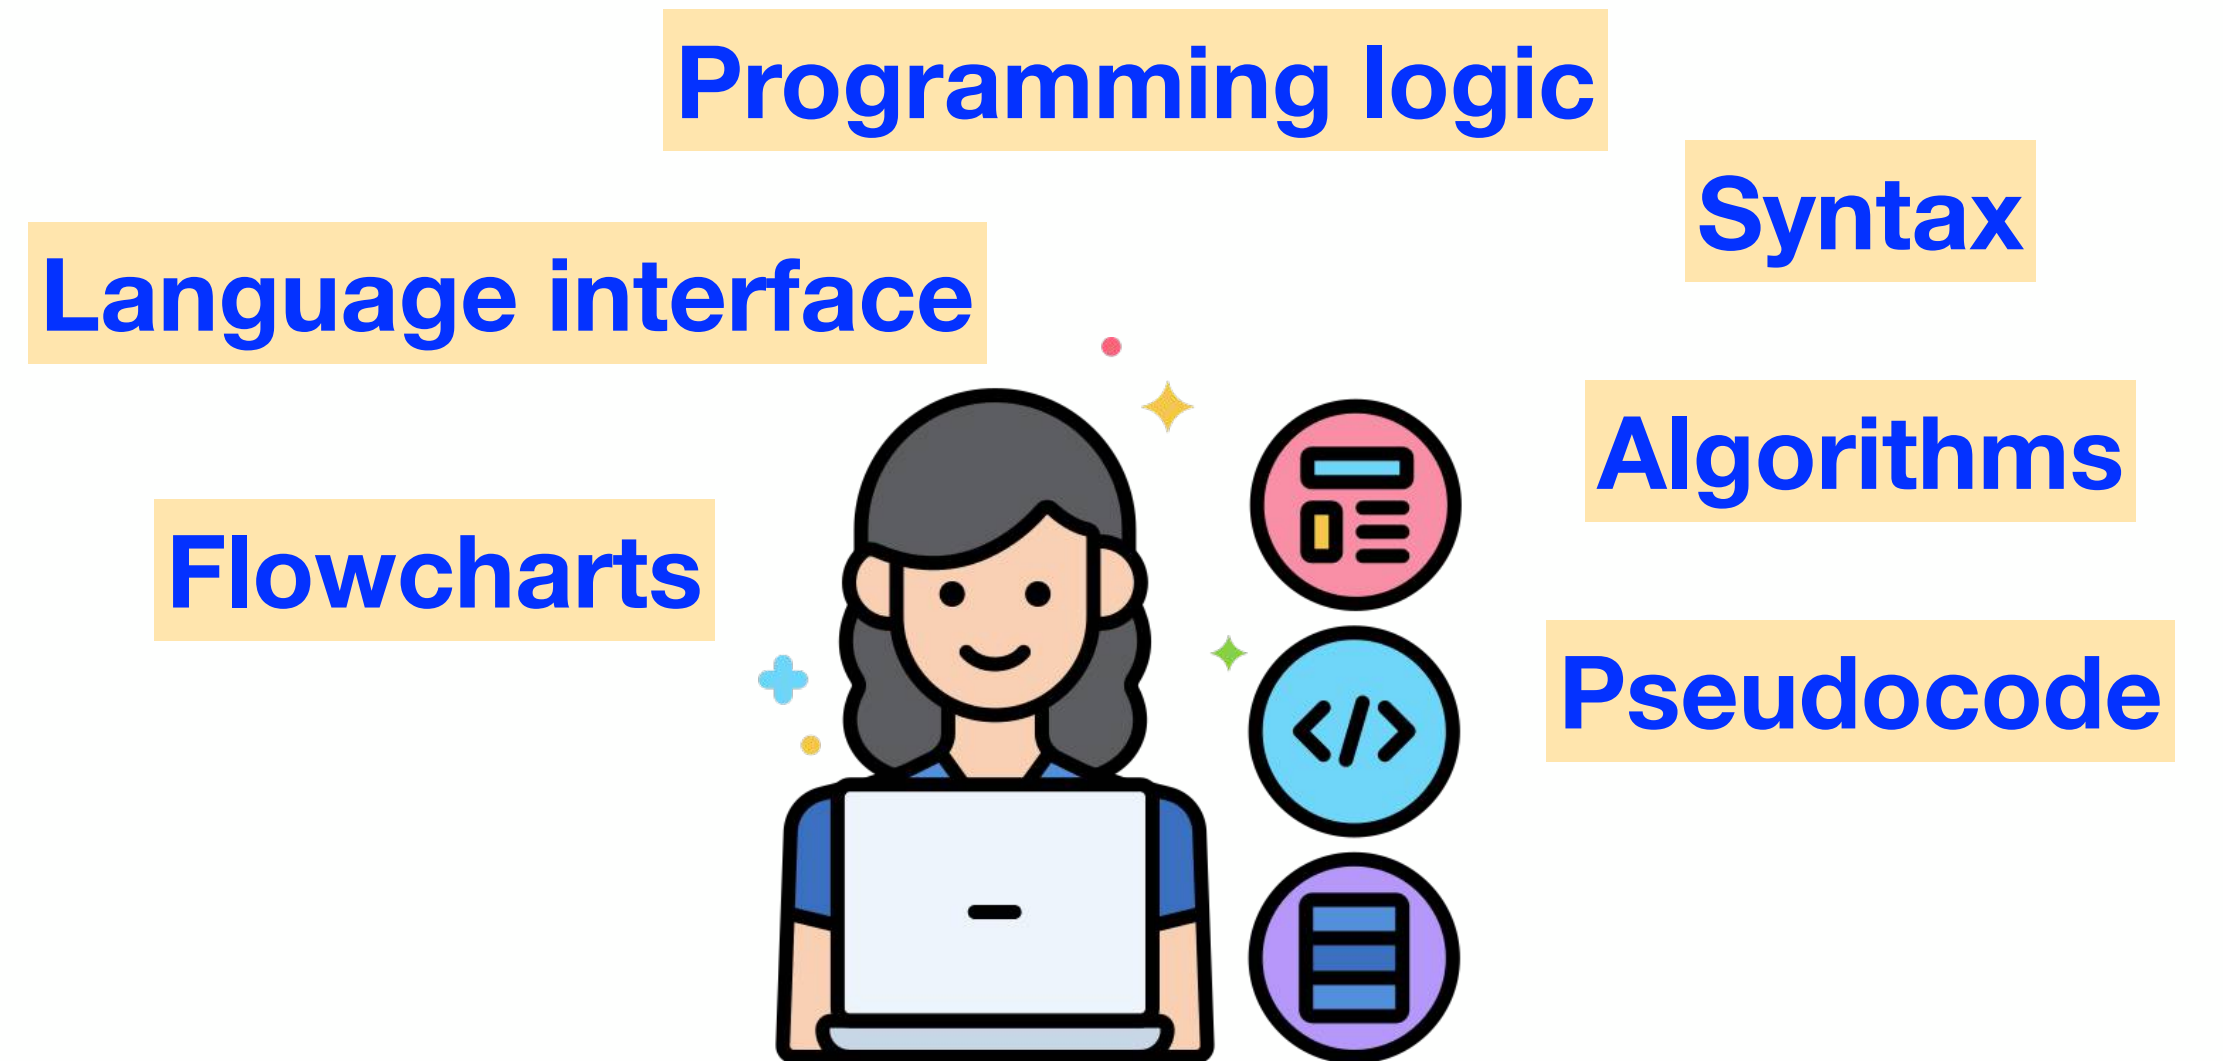 Programming logic
Syntax
Language interface
Algorithms
Flowcharts
Pseudocode
</>